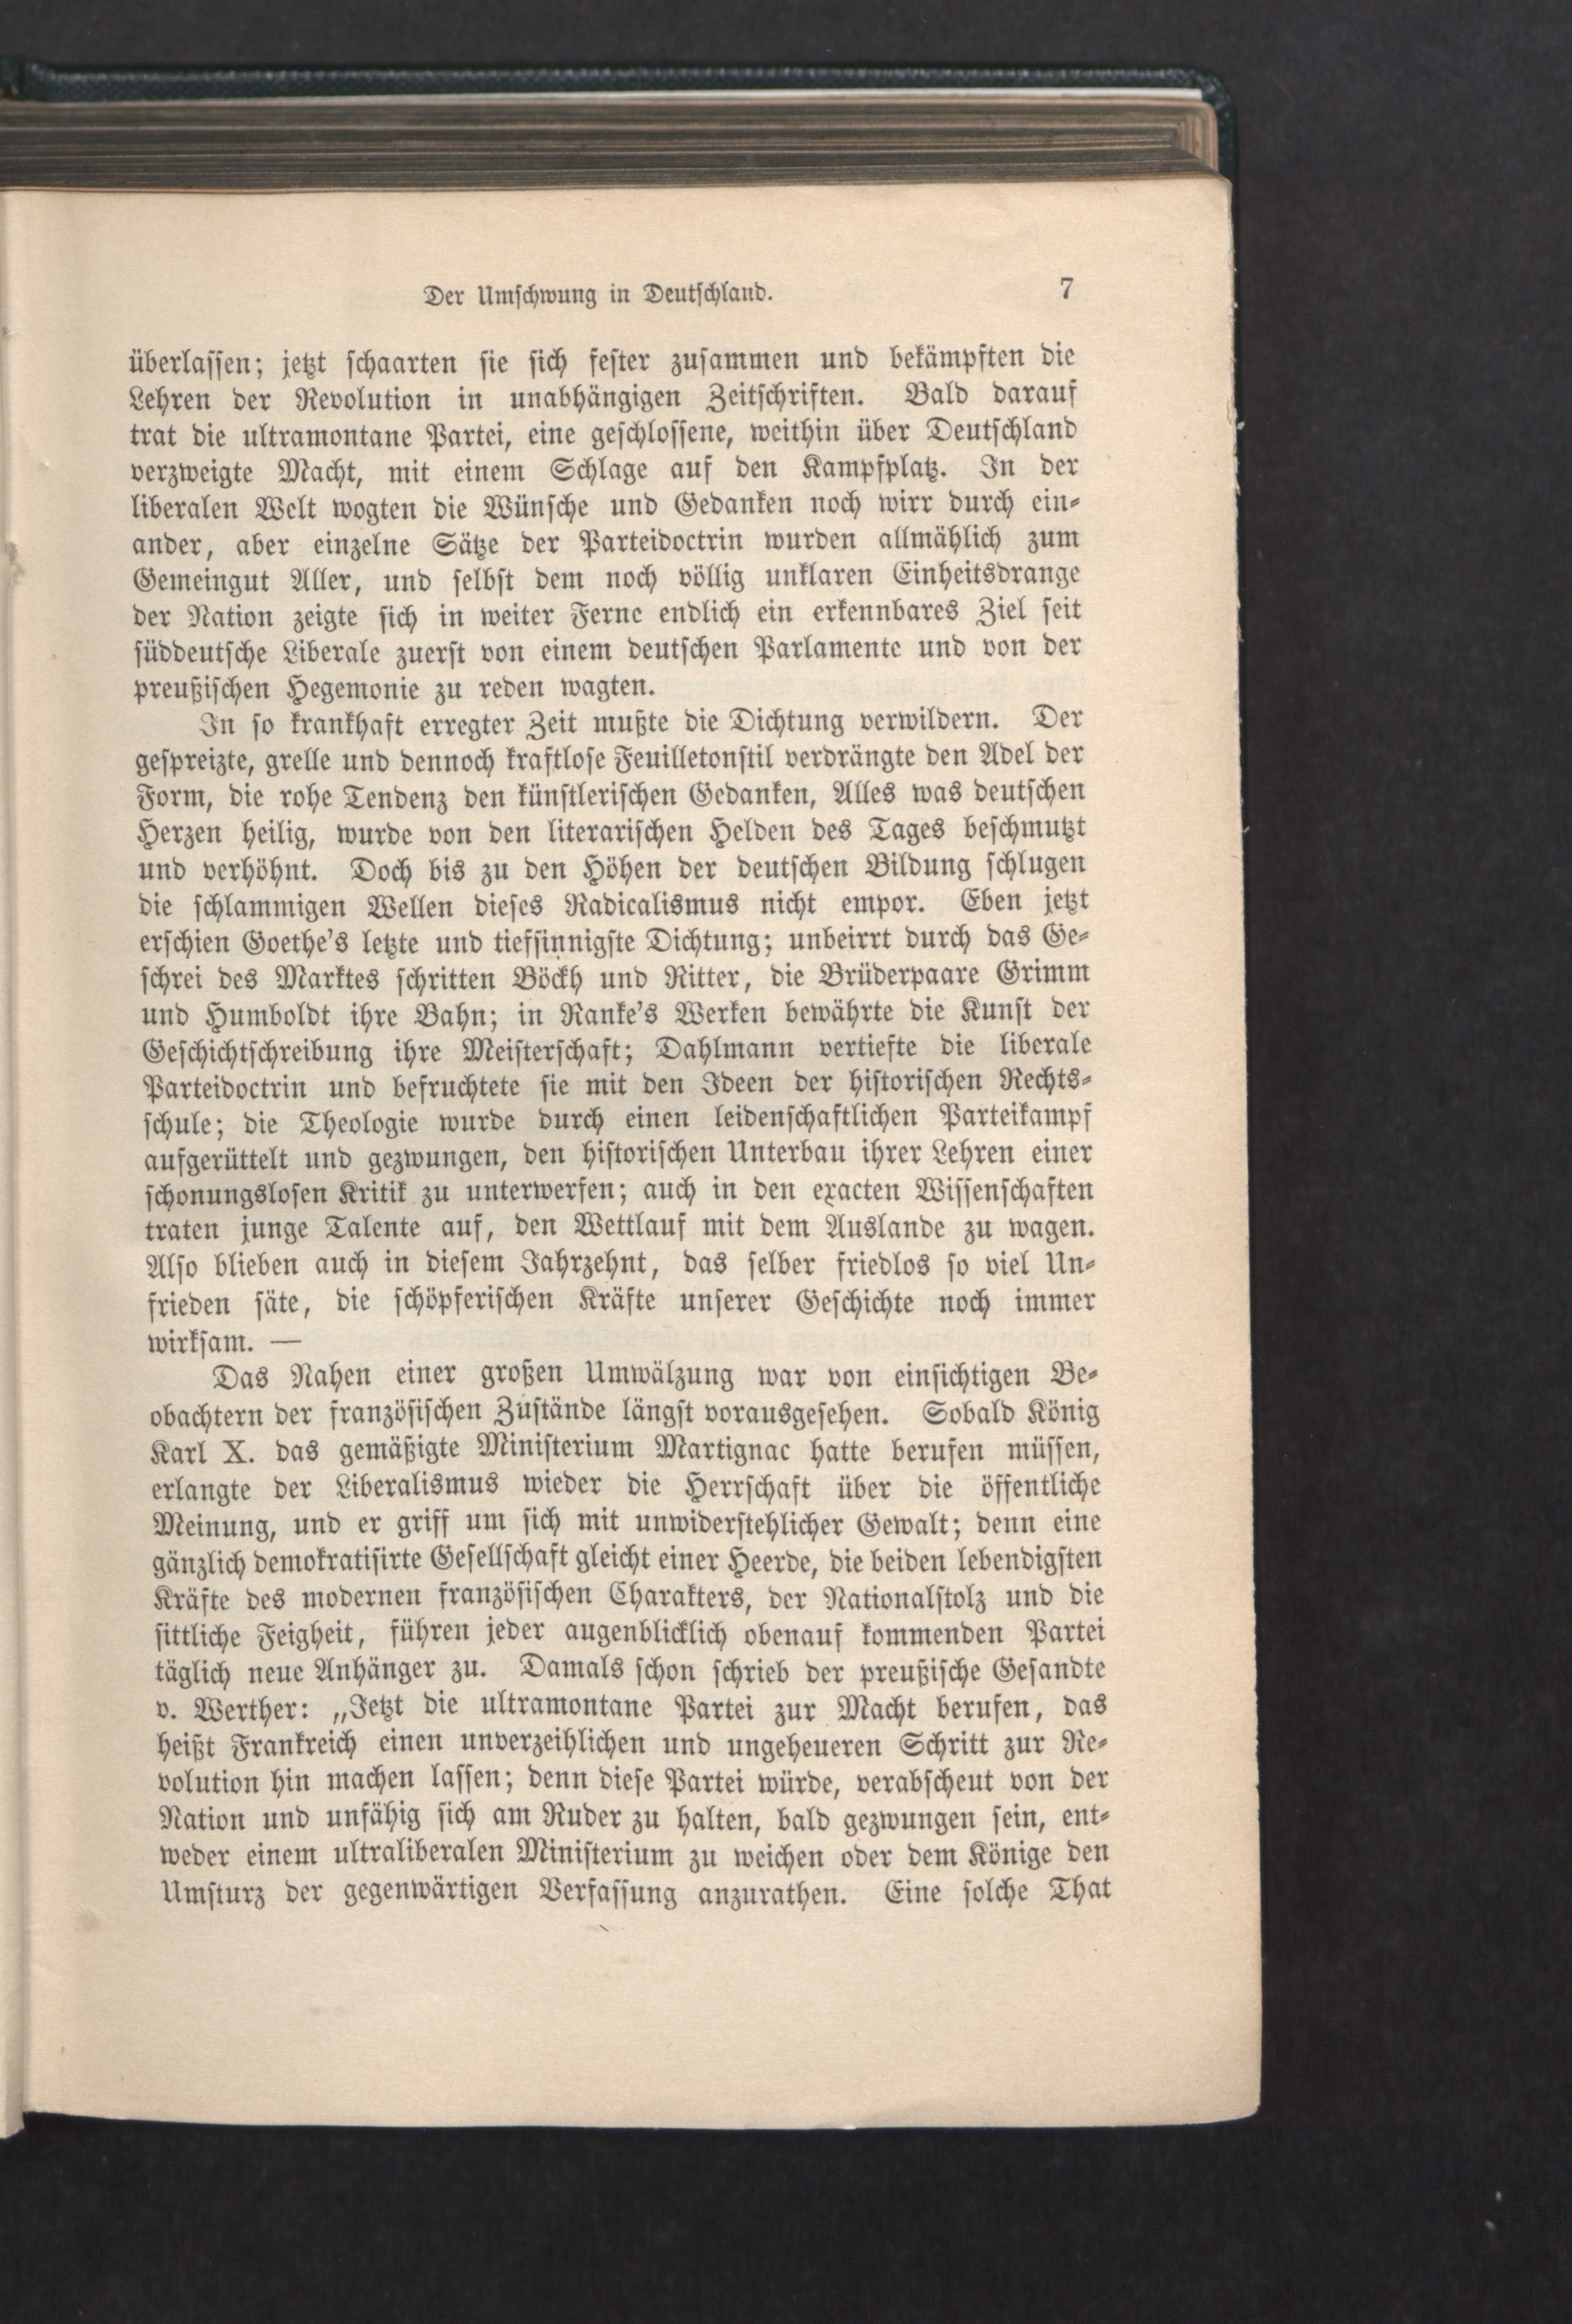 Der Umschwung in Deutschland. 7
überlassen; jetzt schaarten sie sich fester zusammen und bekämpften die
Lehren der Revolution in unabhängigen Zeitschriften. Bald darauf
trat die ultramontane Partei, eine geschlossene, weithin über Deutschland
verzweigte Macht, mit einem Schlage auf den Kampfplatz. In der
liberalen Welt wogten die Wünsche und Gedanken noch wirr durch ein-
ander, aber einzelne Sätze der Parteidoctrin wurden allmählich zum
Gemeingut Aller, und selbst dem noch völlig unklaren Einheitsdrange
der Nation zeigte sich in weiter Ferne endlich ein erkennbares Ziel seit
süddeutsche Liberale zuerst von einem deutschen Parlamente und von der
preußischen Hegemonie zu reden wagten.
In so krankhaft erregter Zeit mußte die Dichtung verwildern. Der
gespreizte, grelle und dennoch kraftlose Feuilletonstil verdrängte den Adel der
Form, die rohe Tendenz den künstlerischen Gedanken, Alles was deutschen
Herzen heilig, wurde von den literarischen Helden des Tages beschmutzt
und verhöhnt. Doch bis zu den Höhen der deutschen Bildung schlugen
die schlammigen Wellen dieses Radicalismus nicht empor. Eben jetzt
erschien Goethe's letzte und tiefsinnigste Dichtung; unbeirrt durch das Ge-
schrei des Marktes schritten Böckh und Ritter, die Brüderpaare Grimm
und Humboldt ihre Bahn; in Ranke's Werken bewährte die Kunst der
Geschichtschreibung ihre Meisterschaft; Dahlmann vertiefte die liberale
Parteidoctrin und befruchtete sie mit den Ideen der historischen Rechts-
schule; die Theologie wurde durch einen leidenschaftlichen Parteikampf
aufgerüttelt und gezwungen, den historischen Unterbau ihrer Lehren einer
schonungslosen Kritik zu unterwerfen; auch in den exacten Wissenschaften
traten junge Talente auf, den Wettlauf mit dem Auslande zu wagen.
Also blieben auch in diesem Jahrzehnt, das selber friedlos so viel Un-
frieden säte, die schöpferischen Kräfte unserer Geschichte noch immer
wirksam. —
Das Nahen einer großen Umwälzung war von einsichtigen Be-
obachtern der französischen Zustände längst vorausgesehen. Sobald König
Karl X. das gemäßigte Ministerium Martignac hatte berufen müssen,
erlangte der Liberalismus wieder die Herrschaft über die öffentliche
Meinung, und er griff um sich mit unwiderstehlicher Gewalt; denn eine
gänzlich demokratisirte Gesellschaft gleicht einer Heerde, die beiden lebendigsten
Kräfte des modernen französischen Charakters, der Nationalstolz und die
sittliche Feigheit, führen jeder augenblicklich obenauf kommenden Partei
täglich neue Anhänger zu. Damals schon schrieb der preußische Gesandte
v. Werther: „Jetzt die ultramontane Partei zur Macht berufen, das
heißt Frankreich einen unverzeihlichen und ungeheueren Schritt zur Re-
volution hin machen lassen; denn diese Partei würde, verabscheut von der
Nation und unfähig sich am Ruder zu halten, bald gezwungen sein, ent-
weder einem ultraliberalen Ministerium zu weichen oder dem Könige den
Umsturz der gegenwärtigen Verfassung anzurathen. Eine solche That